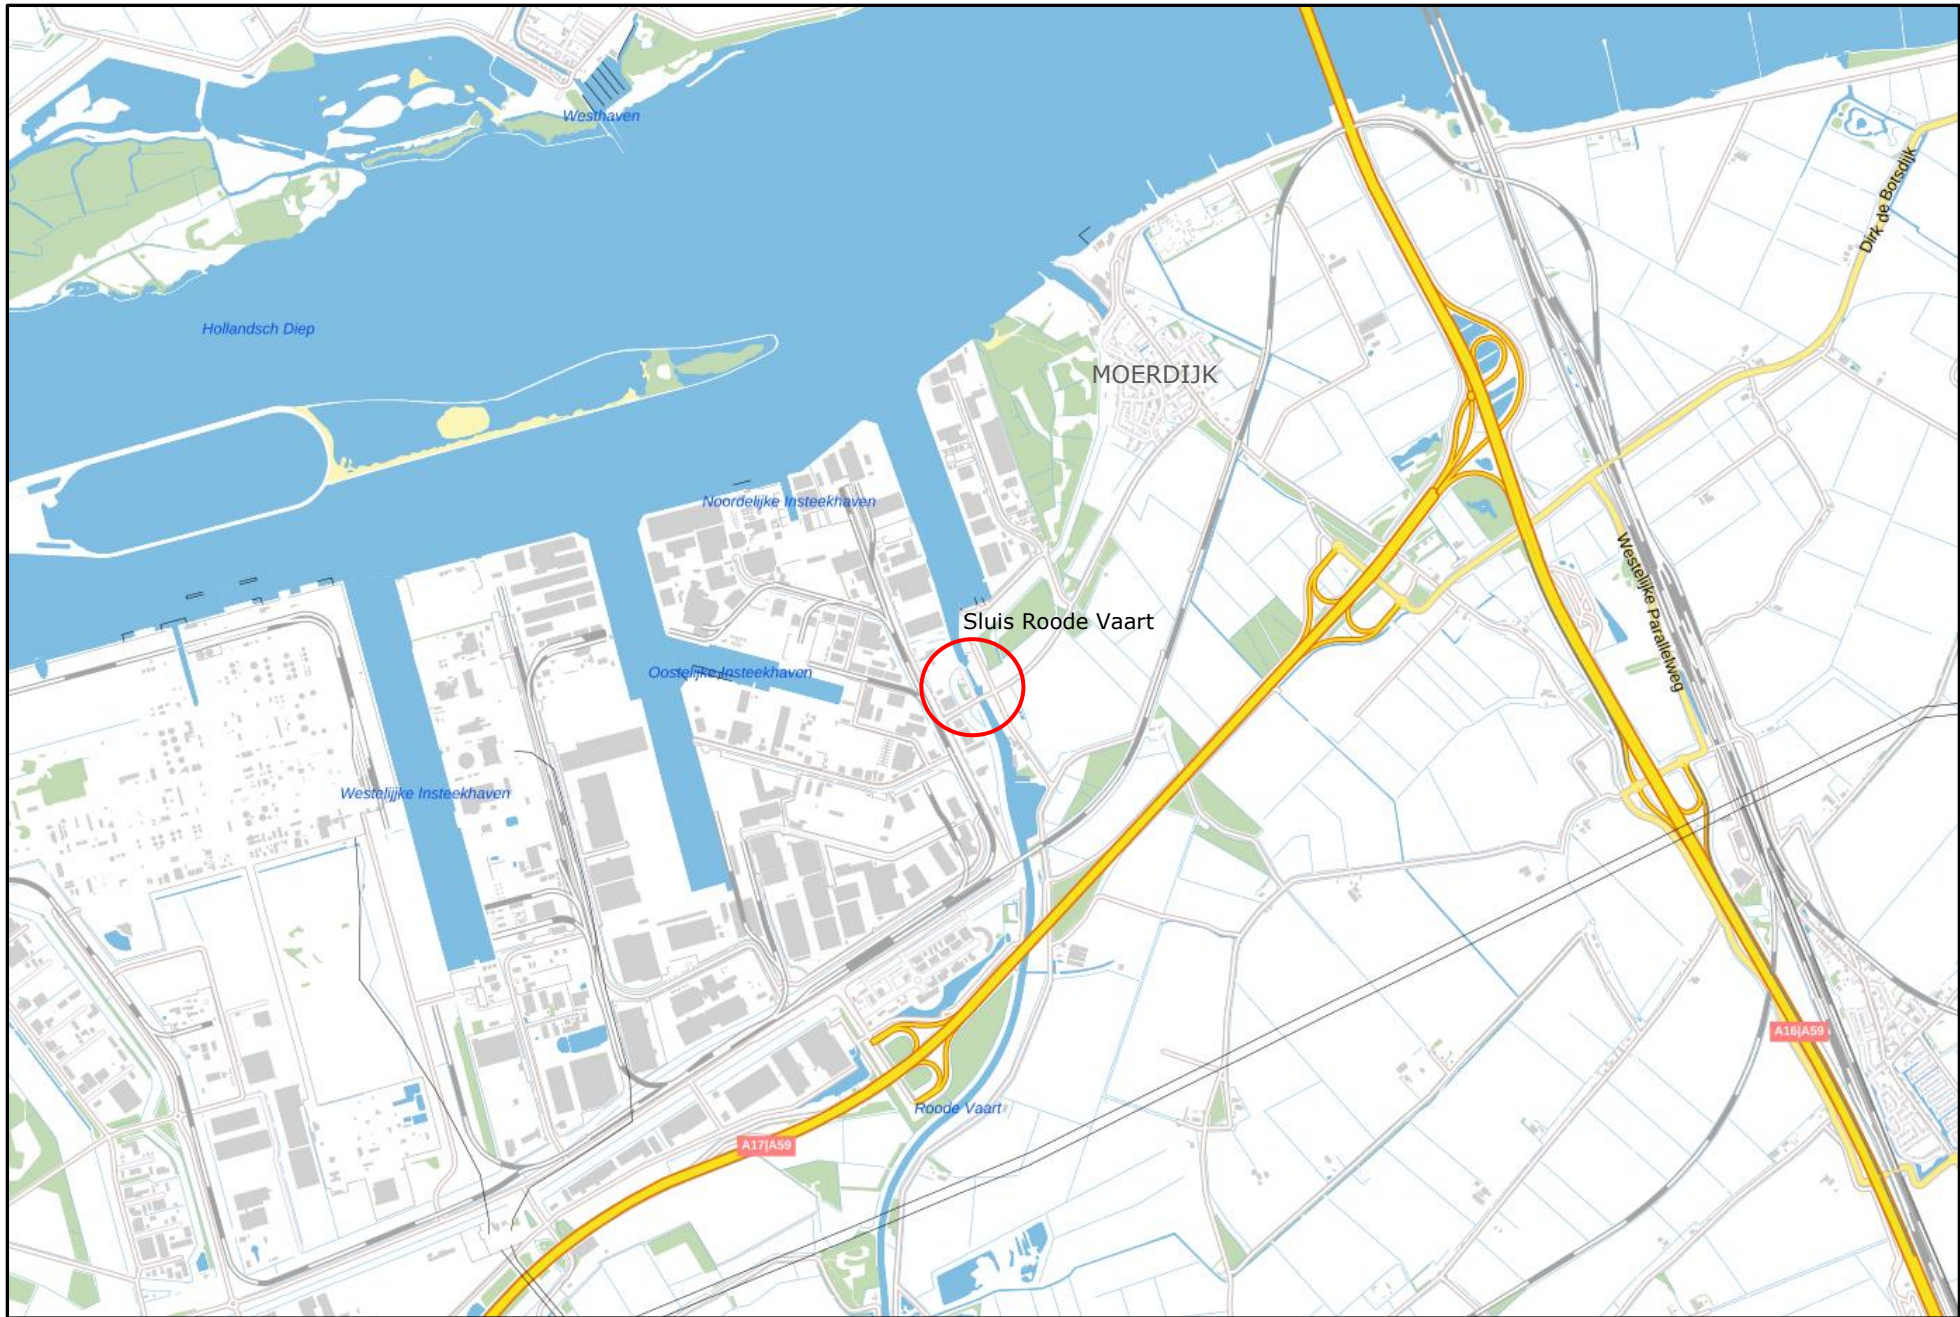 Westhaven
Dirk de Botsdijk
Hollandsch Diep
MOERDIJK
Noordelijke Insteekhaven
Westelijke Parallelweg
Sluis Roode Vaart
Oostelijke Insteekhaven
Westelijjke Insteekhaven
A16|A59
Roode Vaart
A17|A59